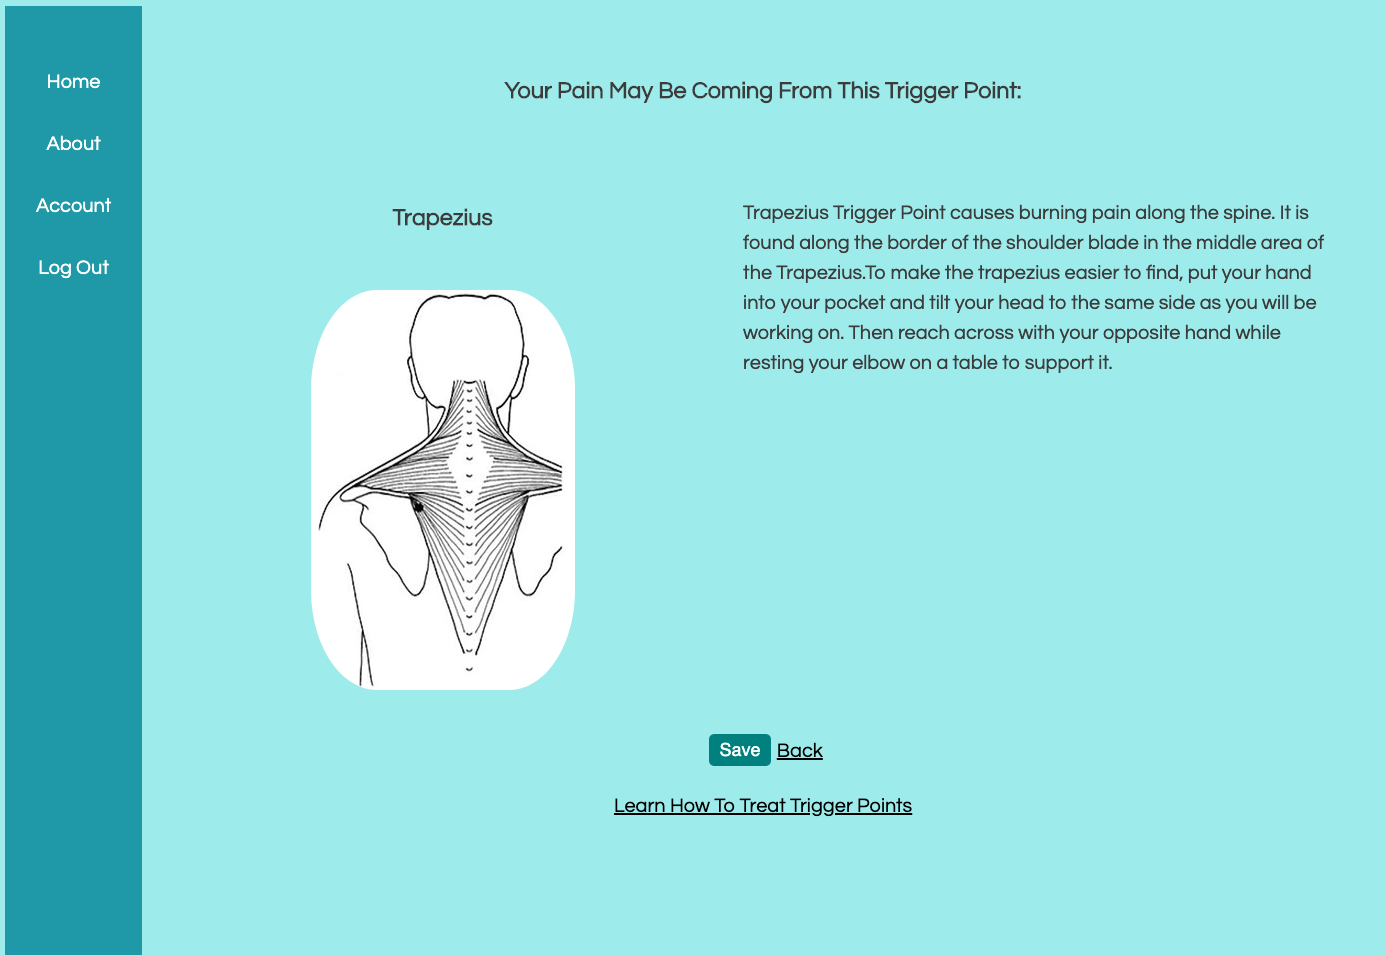 Home
About
Account
Log Out
Your Pain May Be Coming From This Trigger Point:
Trapezius
Trapezius Trigger Point causes burning pain along the spine. It is
found along the border of the shoulder blade in the middle area of
the Trapezius.To make the trapezius easier to find, put your hand
into your pocket and tilt your head to the same side as you will be
working on. Then reach across with your opposite hand while
resting your elbow on a table to support it.
Save Back
Learn How To Treat Trigger Points